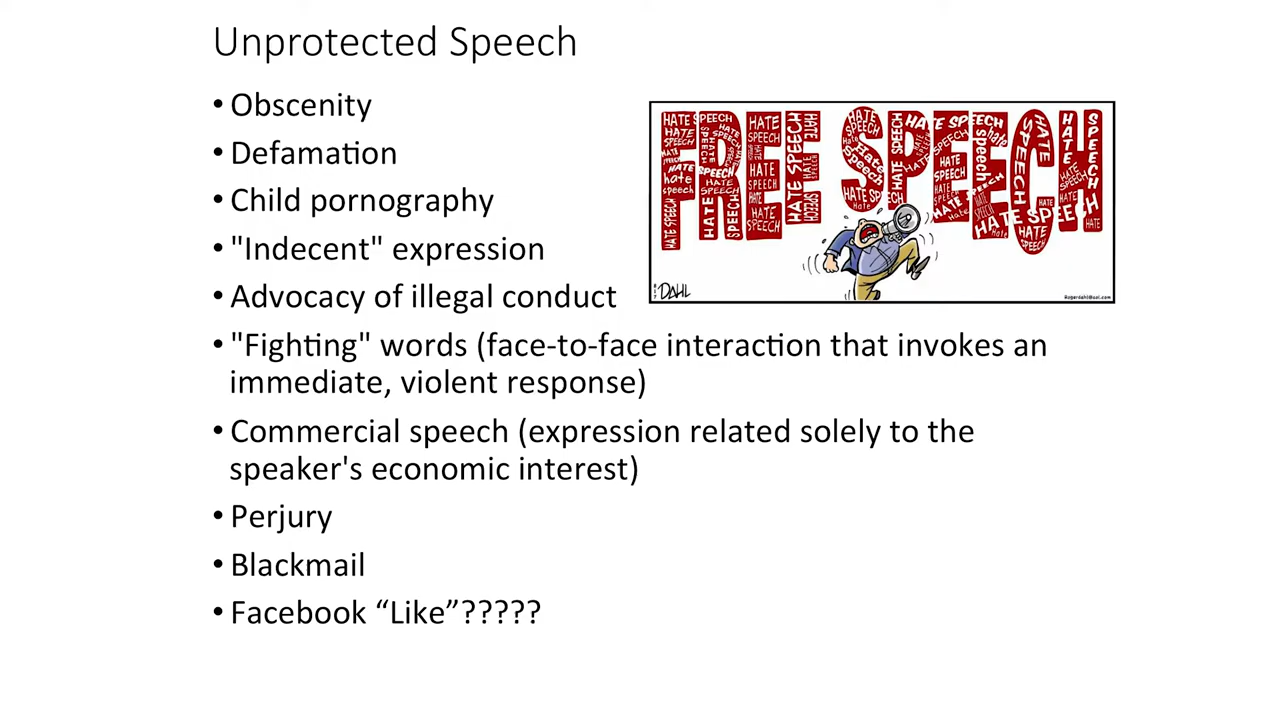 Unprotected Speech
• Obscenity
• Defamation
• Child pornography
• "Indecent" expression
• Advocacy of illegal conduct
• "Fighting" words (face-to-face interaction that invokes an
immediate, violent response)
• Commercial speech (expression related solely to the
speaker's economic interest)
• Perjury
• Blackmail
• Facebook “Like”?????
FREE SPEECH
HATE SPEECH
DAHL